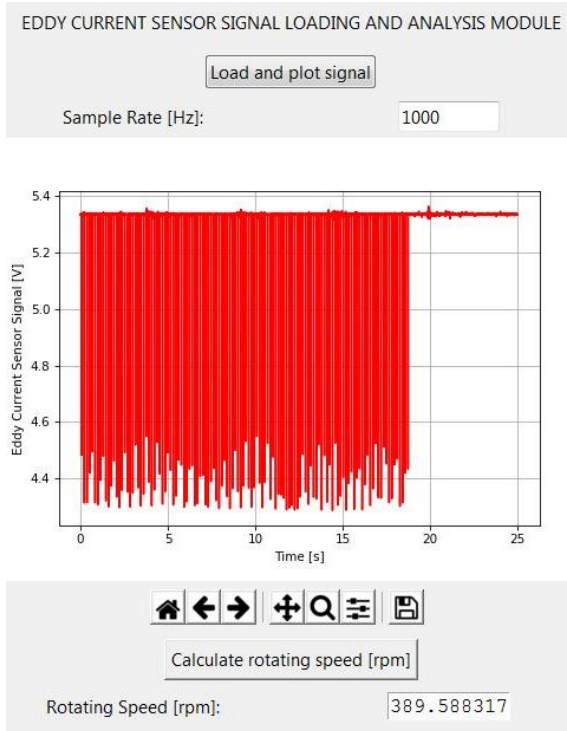 EDDY CURRENT SENSOR SIGNAL LOADING AND ANALYSIS MODULE
Load and plot signal
Sample Rate [Hz]: 1000
5.4
5.2
5.0
4.8
4.6
4.4
Eddy Current Sensor Signal [V]
0 5 10 15 20 25
Time [s]
Calculate rotating speed [rpm]
Rotating Speed [rpm]: 389.588317